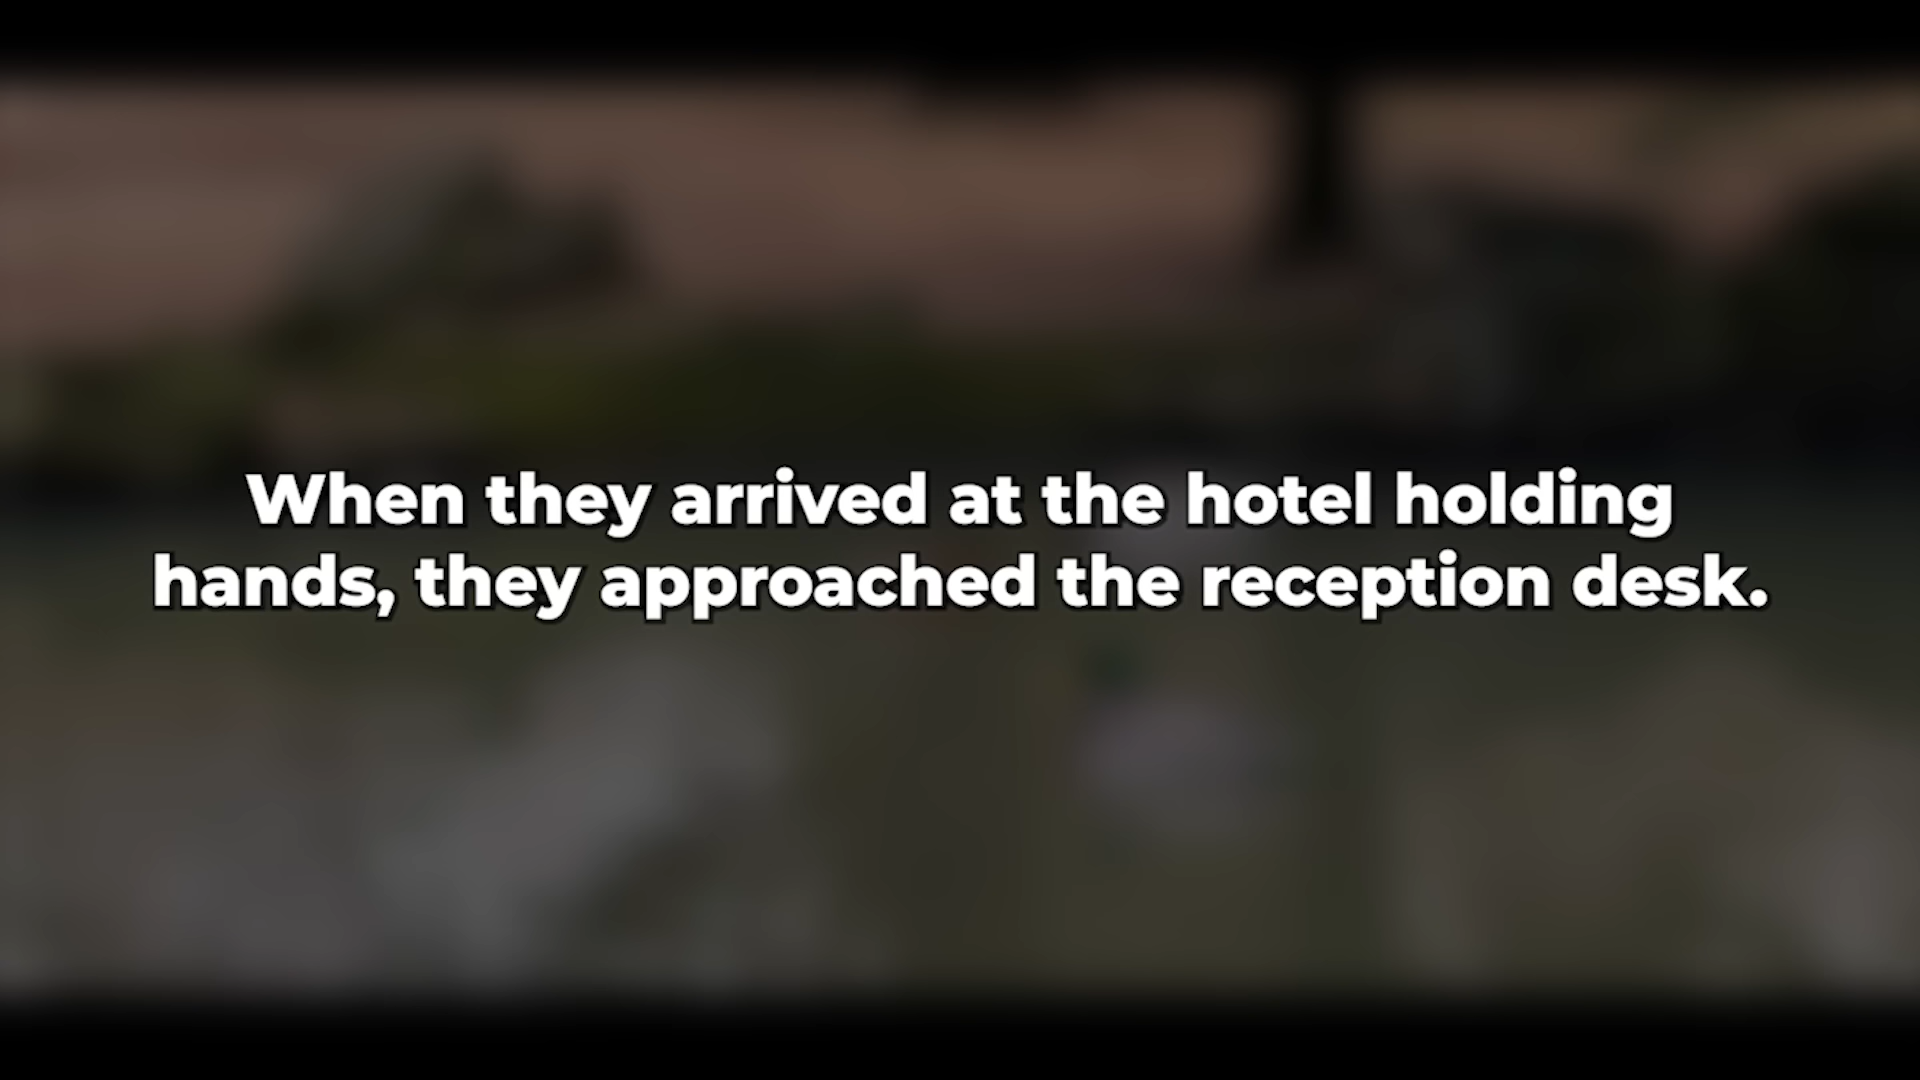 When they arrived at the hotel holding
hands, they approached the reception desk.